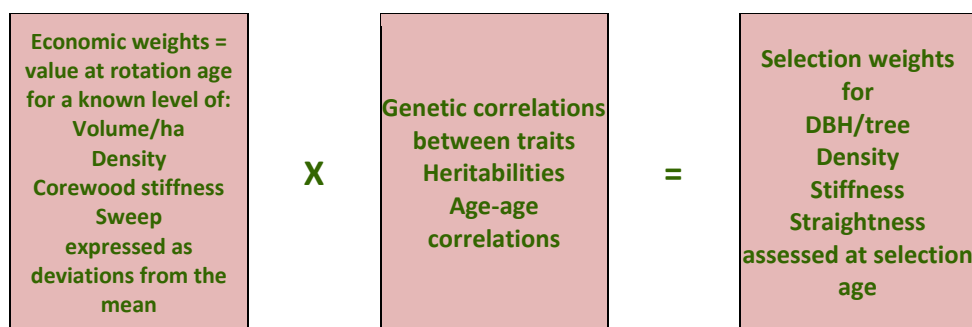 Economic weights =
value at rotation age
for a known level of:
Volume/ha
Density
Corewood stiffness
Sweep
expressed as
deviations from the
mean
X
Genetic correlations
between traits
Heritabilities
Age-age
correlations
=
Selection weights
for
DBH/tree
Density
Stiffness
Straightness
assessed at selection
age